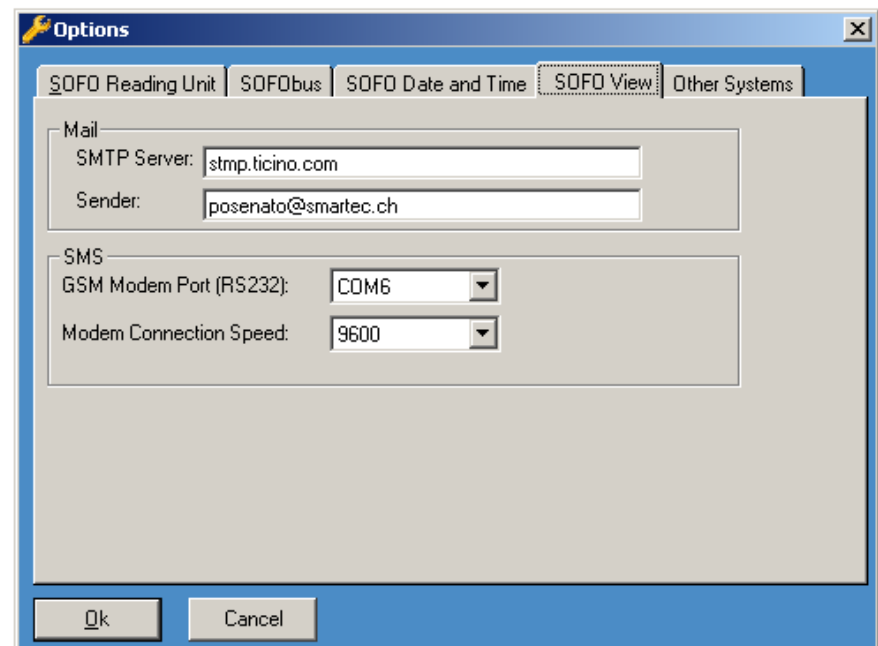 Options
SOFO Reading Unit SOFObus SOFO Date and Time SOFO View Other Systems
Mail
SMTP Server: stmp.ticino.com
Sender: posenato@smartec.ch
SMS
GSM Modem Port (RS232): COM6
Modem Connection Speed: 9600
Ok Cancel